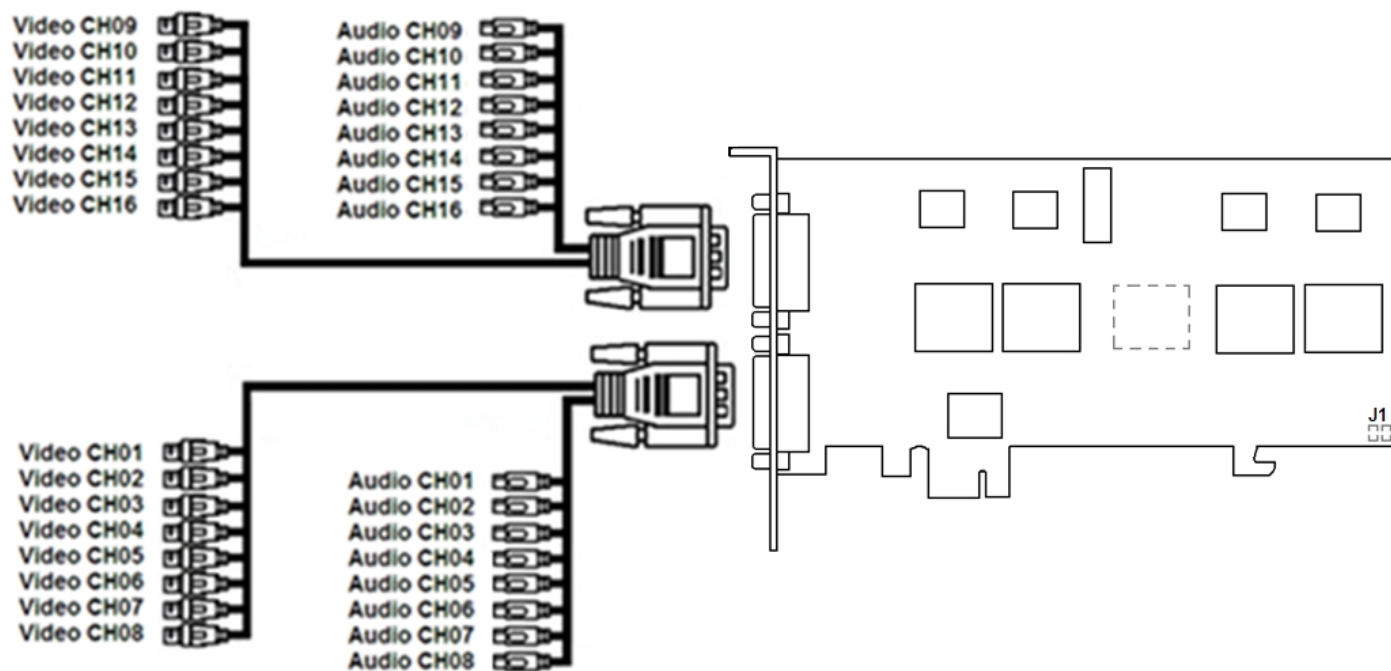 Video CH09
Video CH10
Video CH11
Video CH12
Video CH13
Video CH14
Video CH15
Video CH16
Audio CH09
Audio CH10
Audio CH11
Audio CH12
Audio CH13
Audio CH14
Audio CH15
Audio CH16
J1
Video CH01
Video CH02
Video CH03
Video CH04
Video CH05
Video CH06
Video CH07
Video CH08
Audio CH01
Audio CH02
Audio CH03
Audio CH04
Audio CH05
Audio CH06
Audio CH07
Audio CH08